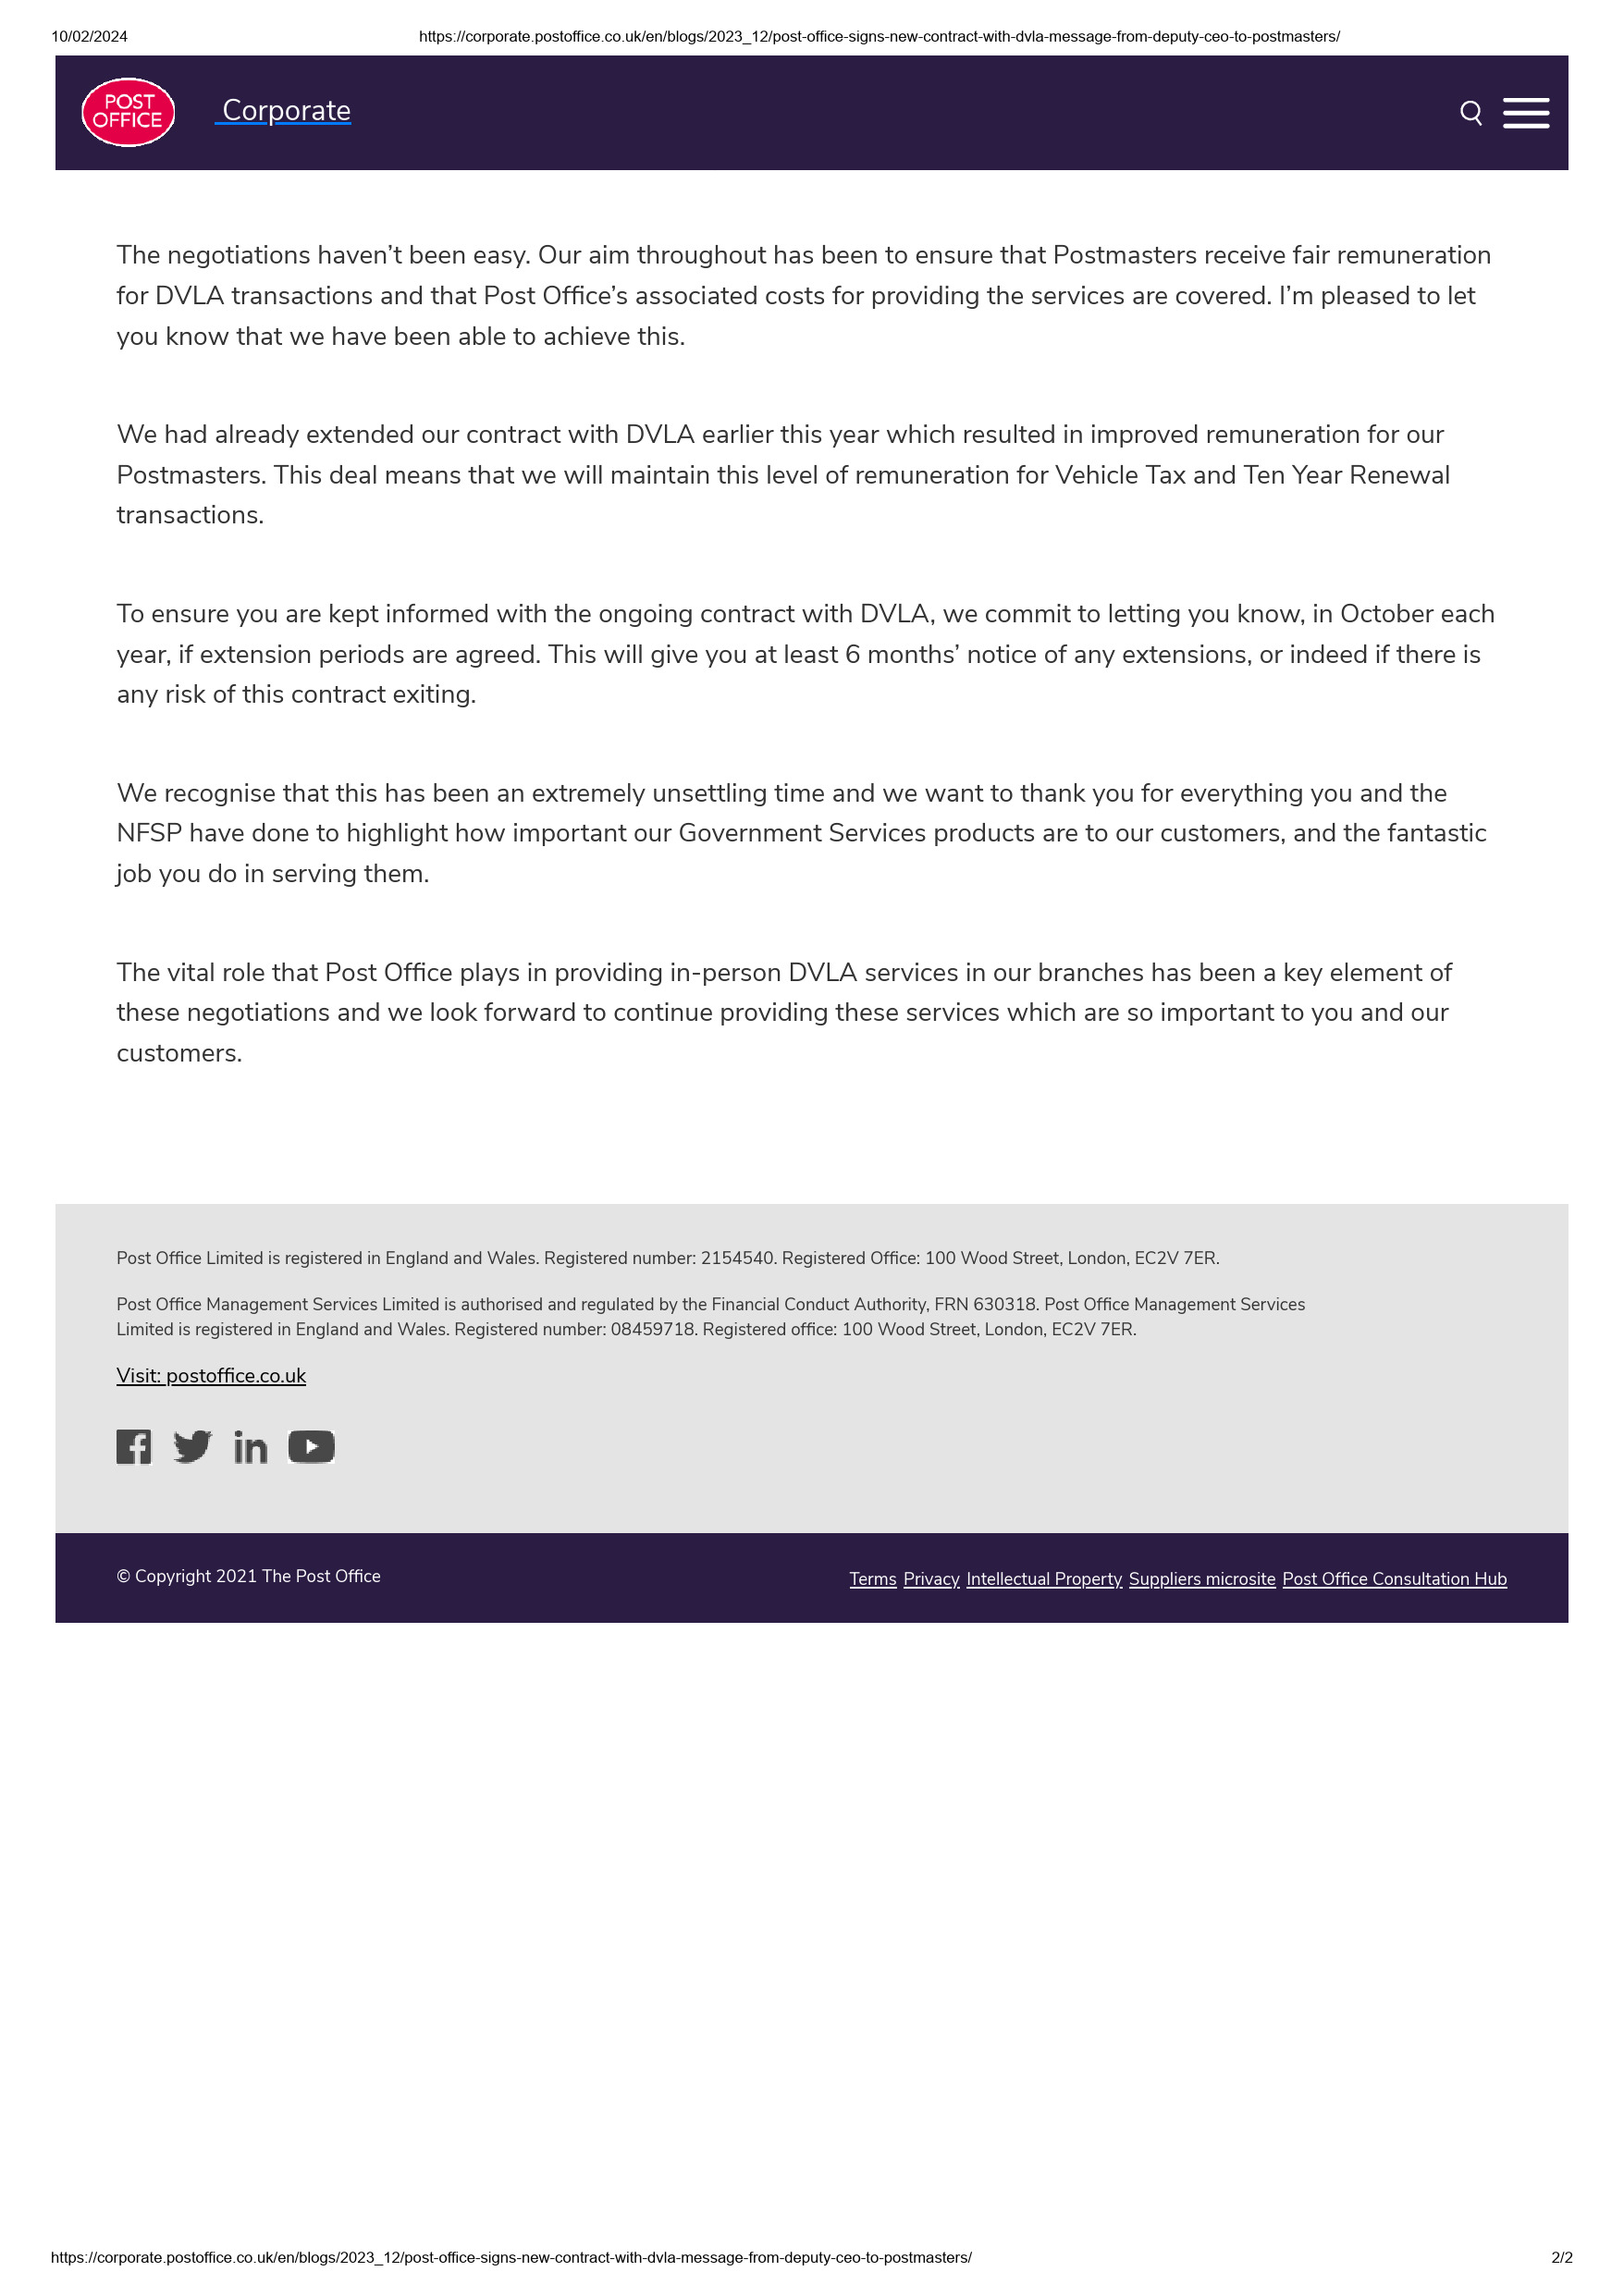 10/02/2024 https://corporate.postoffice.co.uk/en/blogs/2023_12/post-office-signs-new-contract-with-dvla-message-from-deputy-ceo-to-postmasters/
POST
OFFICE
Corporate
The negotiations haven’t been easy. Our aim throughout has been to ensure that Postmasters receive fair remuneration
for DVLA transactions and that Post Office’s associated costs for providing the services are covered. I’m pleased to let
you know that we have been able to achieve this.
We had already extended our contract with DVLA earlier this year which resulted in improved remuneration for our
Postmasters. This deal means that we will maintain this level of remuneration for Vehicle Tax and Ten Year Renewal
transactions.
To ensure you are kept informed with the ongoing contract with DVLA, we commit to letting you know, in October each
year, if extension periods are agreed. This will give you at least 6 months’ notice of any extensions, or indeed if there is
any risk of this contract exiting.
We recognise that this has been an extremely unsettling time and we want to thank you for everything you and the
NFSP have done to highlight how important our Government Services products are to our customers, and the fantastic
job you do in serving them.
The vital role that Post Office plays in providing in-person DVLA services in our branches has been a key element of
these negotiations and we look forward to continue providing these services which are so important to you and our
customers.
Post Office Limited is registered in England and Wales. Registered number: 2154540. Registered Office: 100 Wood Street, London, EC2V 7ER.
Post Office Management Services Limited is authorised and regulated by the Financial Conduct Authority, FRN 630318. Post Office Management Services
Limited is registered in England and Wales. Registered number: 08459718. Registered office: 100 Wood Street, London, EC2V 7ER.
Visit: postoffice.co.uk
© Copyright 2021 The Post Office
Terms Privacy Intellectual Property Suppliers microsite Post Office Consultation Hub
https://corporate.postoffice.co.uk/en/blogs/2023_12/post-office-signs-new-contract-with-dvla-message-from-deputy-ceo-to-postmasters/ 2/2